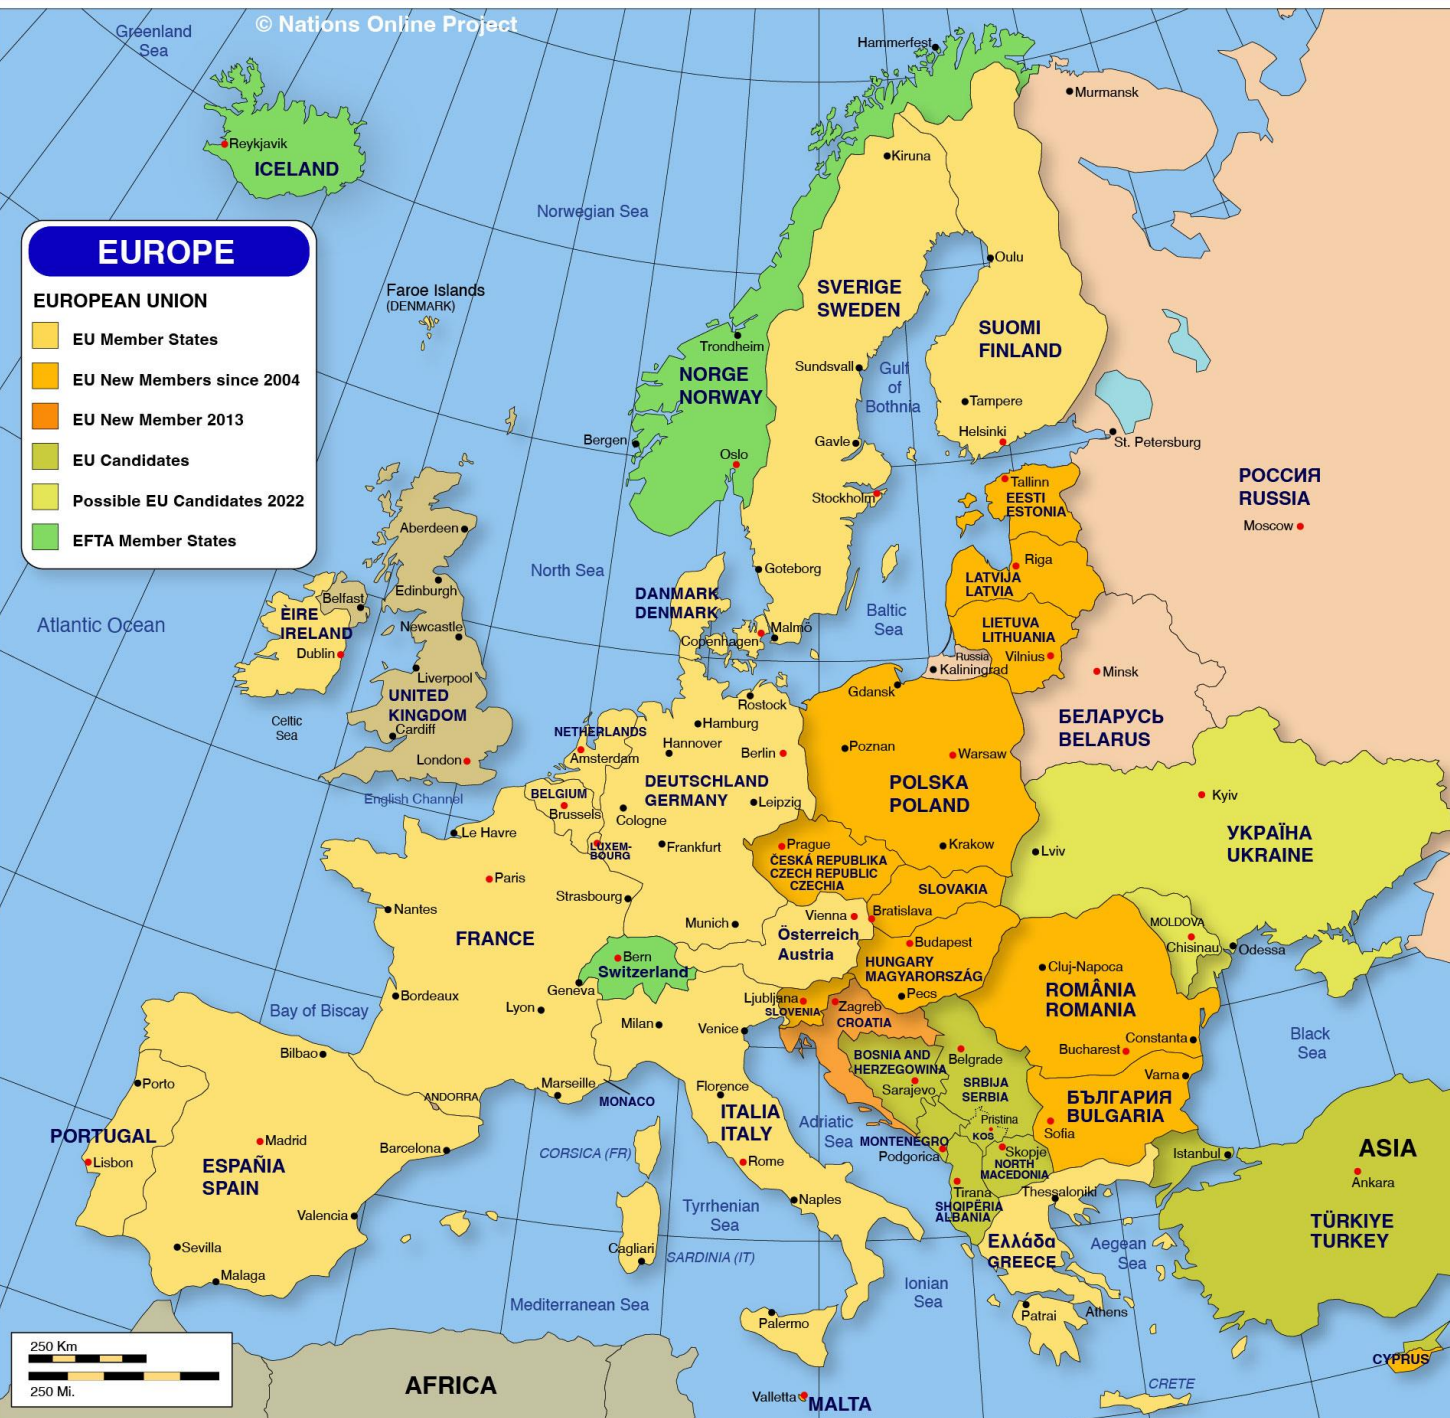 © Nations Online Project
Greenland
Sea
Hammerfest
Murmansk
Reykjavik
ICELAND
Kiruna
Norwegian Sea
EUROPE
EUROPEAN UNION
EU Member States
EU New Members since 2004
EU New Member 2013
EU Candidates
Possible EU Candidates 2022
EFTA Member States
Faroe Islands
(DENMARK)
Oulu
SVERIGE
SWEDEN
SUOMI
FINLAND
Trondheim
NORGE
NORWAY
Sundsvall
Gulf
of
Bothnia
Tampere
Bergen
Gavle
Helsinki
St. Petersburg
Oslo
Stockholm
Tallinn
EESTI
ESTONIA
РОССИЯ
RUSSIA
Moscow
Aberdeen
North Sea
Goteborg
Riga
LATVIJA
LATVIA
Edinburgh
Belfast
DANMARK
DENMARK
Baltic
Sea
Atlantic Ocean
ÈIRE
IRELAND
Dublin
Newcastle
Copenhagen
Malmö
LIETUVA
LITHUANIA
Vilnius
Russia
Kaliningrad
Minsk
Liverpool
UNITED
KINGDOM
Cardiff
London
Celtic
Sea
Gdansk
Rostock
Hamburg
БЕЛАРУСЬ
BELARUS
NETHERLANDS
Amsterdam
Hannover
Berlin
Poznan
Warsaw
POLSKA
POLAND
DEUTSCHLAND
GERMANY
Leipzig
English Channel
BELGIUM
Brussels
Cologne
Kyiv
Le Havre
LUXEM-
BOURG
Frankfurt
Prague
ČESKÁ REPUBLIKA
CZECH REPUBLIC
CZECHIA
Krakow
Lviv
УКРАЇНА
UKRAINE
Paris
Strasbourg
SLOVAKIA
Nantes
Munich
Vienna
Bratislava
Österreich
Austria
MOLDOVA
Chisinau
Odessa
FRANCE
Bern
Switzerland
Geneva
Budapest
HUNGARY
MAGYARORSZÁG
Pecs
Cluj-Napoca
ROMÂNIA
ROMANIA
Bordeaux
Lyon
Bay of Biscay
Milan
Venice
Ljubljana
SLOVENIA
Zagreb
CROATIA
Constanta
Bucharest
Black
Sea
Bilbao
Porto
BOSNIA AND
HERZEGOWINA
Sarajevo
Belgrade
SRBIJA
SERBIA
Varna
БЪЛГАРИЯ
BULGARIA
Sofia
Marseille
MONACO
ANDORRA
Florence
ITALIA
ITALY
Adriatic
Sea
MONTENEGRO
Podgorica
Pristina
KOS
Skopje
NORTH
MACEDONIA
Istanbul
ASIA
Ankara
PORTUGAL
Lisbon
Madrid
ESPAÑIA
SPAIN
Barcelona
CORSICA (FR)
Rome
Tirana
SHQIPËRIA
ALBANIA
Thessaloniki
Valencia
Naples
Tyrrhenian
Sea
TÜRKIYE
TURKEY
Sevilla
Malaga
Cagliari
SARDINIA (IT)
Ελλάδα
GREECE
Aegean
Sea
Mediterranean Sea
Ionian
Sea
Palermo
Patrai
Athens
250 Km
250 Mi.
AFRICA
Valletta
MALTA
CRETE
CYPRUS